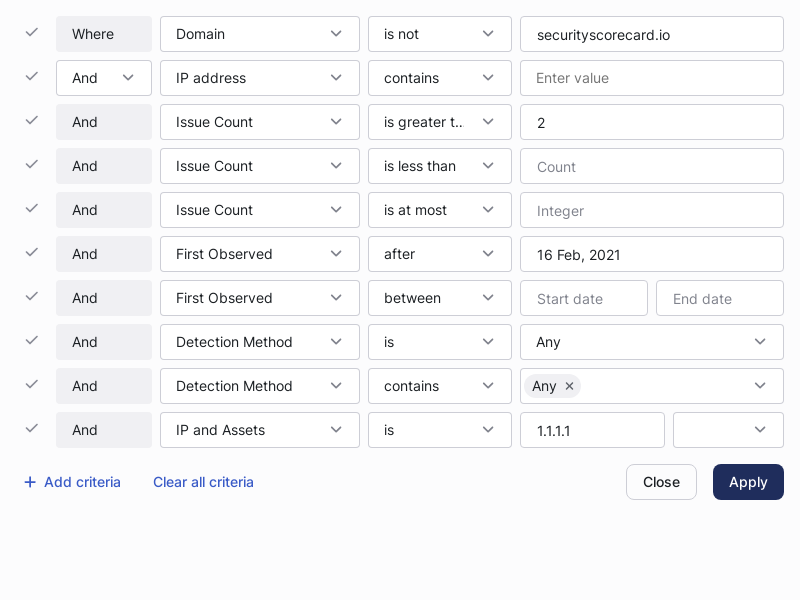 Where Domain is not securityscorecard.io
And IP address contains Enter value
And Issue Count is greater t... 2
And Issue Count is less than Count
And Issue Count is at most Integer
And First Observed after 16 Feb, 2021
And First Observed between Start date End date
And Detection Method is Any
And Detection Method contains Any
And IP and Assets is 1.1.1.1
Add criteria Clear all criteria Close Apply